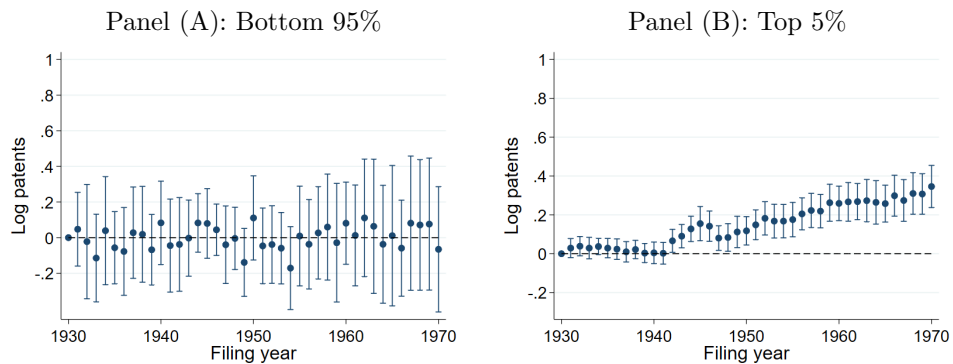 Panel (A): Bottom 95%
Log patents
1
.8
.6
.4
.2
0
-.2
1930 1940 1950 1960 1970
Filing year
Panel (B): Top 5%
Log patents
1
.8
.6
.4
.2
0
-.2
1930 1940 1950 1960 1970
Filing year